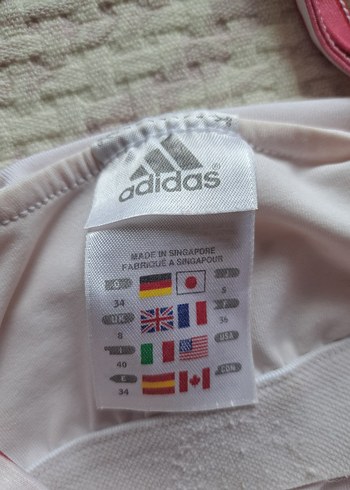 adidas
MADE IN SINGAPORE
FABRIQUÉ A SINGAPOUR
D J
34 S
UK F
8 36
I USA
40
E CDN
34